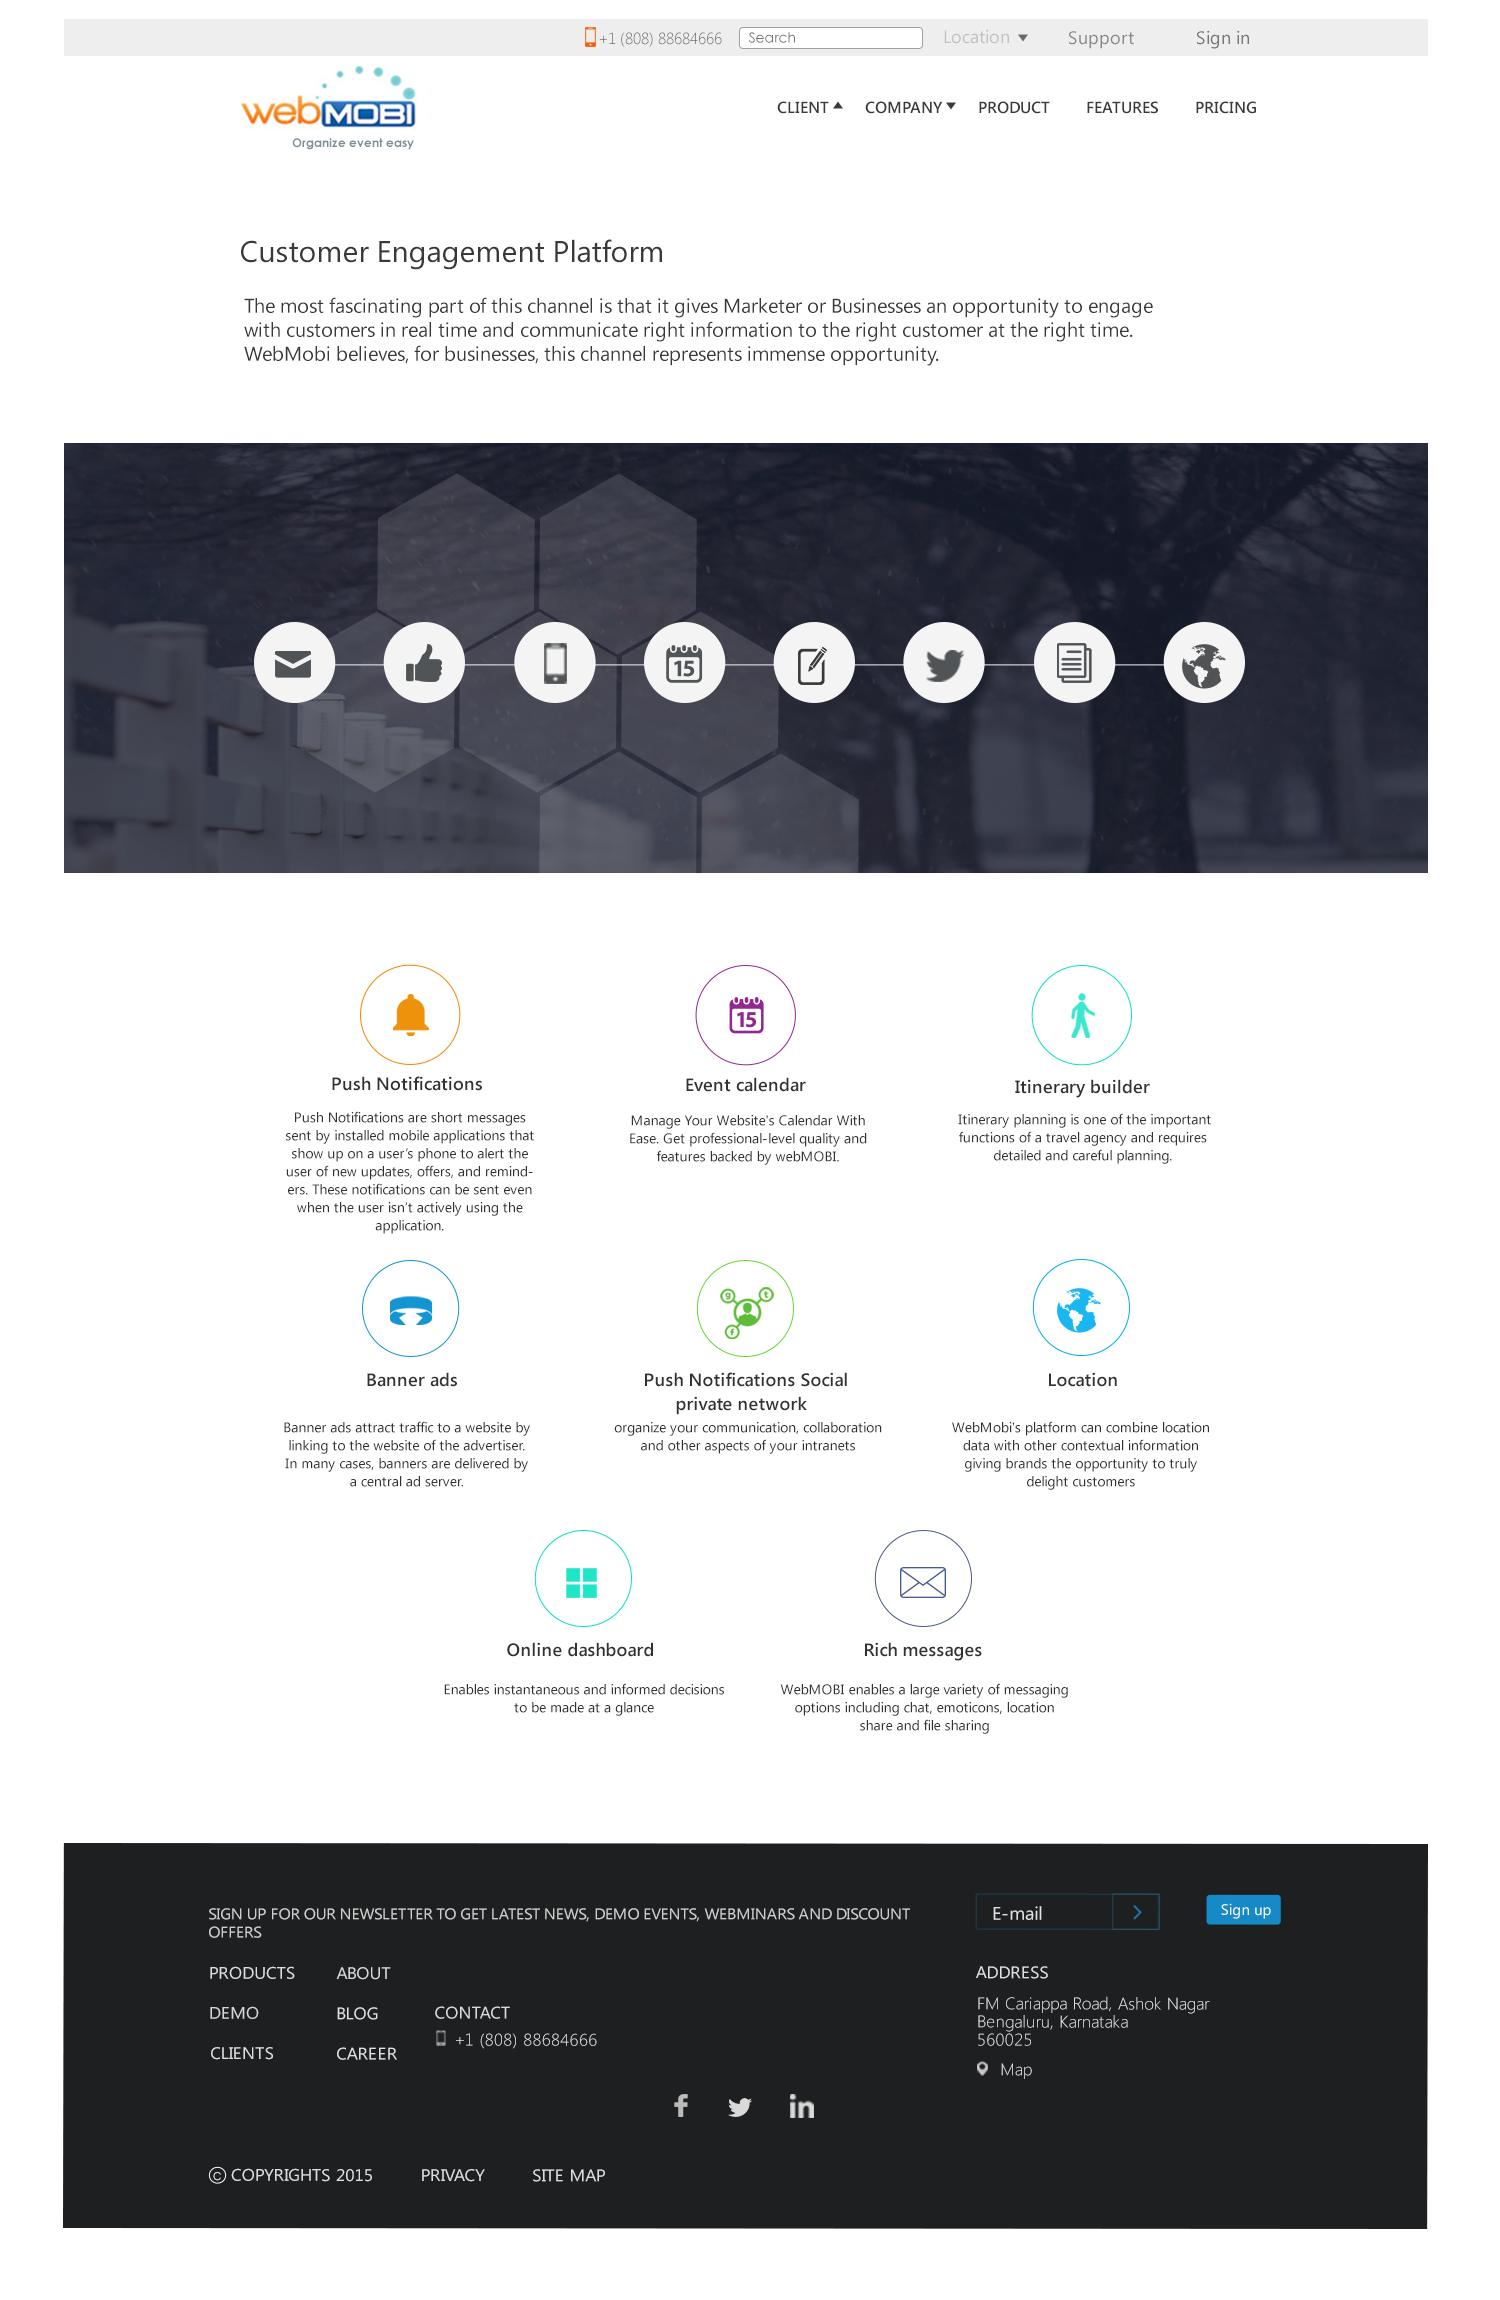 +1 (808) 88684666
Search
Location
Support
Sign in
webMOBi
Organize event easy
CLIENT
COMPANY
PRODUCT
FEATURES
PRICING
Customer Engagement Platform
The most fascinating part of this channel is that it gives Marketer or Businesses an opportunity to engage
with customers in real time and communicate right information to the right customer at the right time.
WebMobi believes, for businesses, this channel represents immense opportunity.
15
15
Push Notifications
Push Notifications are short messages
sent by installed mobile applications that
show up on a user's phone to alert the
user of new updates, offers, and remind-
ers. These notifications can be sent even
when the user isn't actively using the
application.
Event calendar
Manage Your Website's Calendar With
Ease. Get professional-level quality and
features backed by webMOBI.
Itinerary builder
Itinerary planning is one of the important
functions of a travel agency and requires
detailed and careful planning.
Banner ads
Banner ads attract traffic to a website by
linking to the website of the advertiser.
In many cases, banners are delivered by
a central ad server.
g
t
f
Push Notifications Social
private network
organize your communication, collaboration
and other aspects of your intranets
Location
WebMobi's platform can combine location
data with other contextual information
giving brands the opportunity to truly
delight customers
Online dashboard
Enables instantaneous and informed decisions
to be made at a glance
Rich messages
WebMOBI enables a large variety of messaging
options including chat, emoticons, location
share and file sharing
SIGN UP FOR OUR NEWSLETTER TO GET LATEST NEWS, DEMO EVENTS, WEBMINARS AND DISCOUNT
OFFERS
E-mail
Sign up
PRODUCTS
DEMO
CLIENTS
ABOUT
BLOG
CAREER
CONTACT
+1 (808) 88684666
ADDRESS
FM Cariappa Road, Ashok Nagar
Bengaluru, Karnataka
560025
Map
f
in
© COPYRIGHTS 2015
PRIVACY
SITE MAP